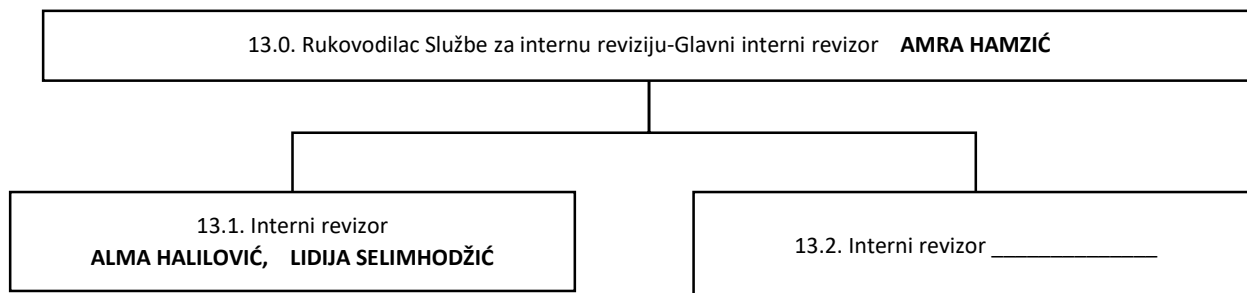 13.0. Rukovodilac Službe za internu reviziju-Glavni interni revizor AMRA HAMZIĆ
13.1. Interni revizor
ALMA HALILOVIĆ, LIDIJA SELIMHODŽIĆ
13.2. Interni revizor ______________